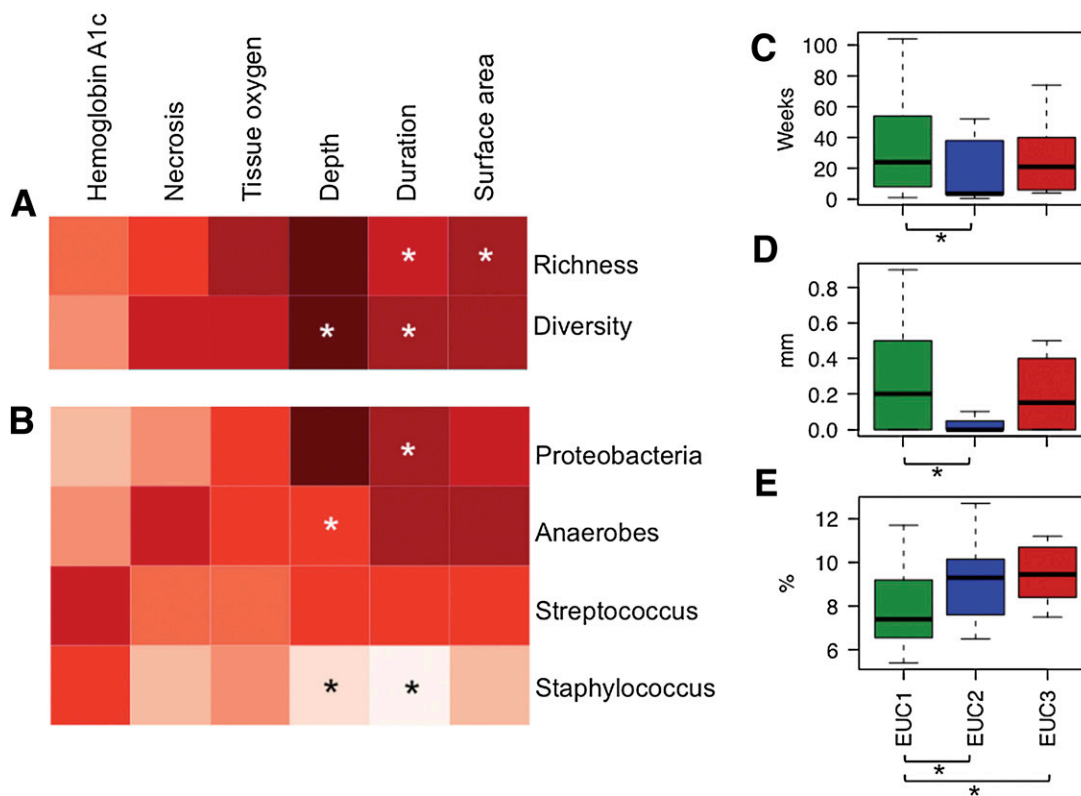 Hemoglobin A1c
Necrosis
Tissue oxygen
Depth
Duration
Surface area
A
* *
Richness
* *
Diversity
B
*
Proteobacteria
*
Anaerobes
Streptococcus
* *
Staphylococcus
C
Weeks
100
80
60
40
20
0
*
D
mm
0.8
0.6
0.4
0.2
0.0
*
E
%
12
10
8
6
EUC1
EUC2
EUC3
*
*